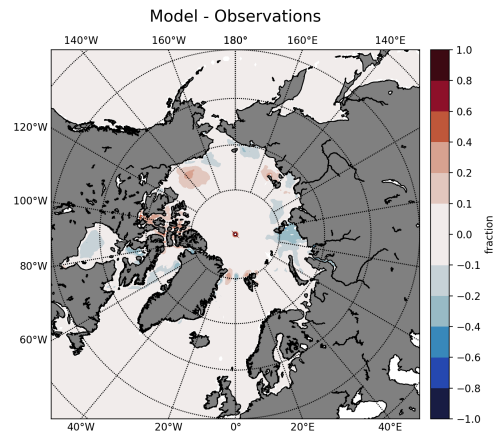 Model - Observations
140°W 160°W 180° 160°E 140°E
120°W
100°W
80°W
60°W
40°W 20°W 0° 20°E 40°E
1.0
0.8
0.6
0.4
0.2
0.1
0.0
−0.1
−0.2
−0.4
−0.6
−0.8
−1.0
fraction